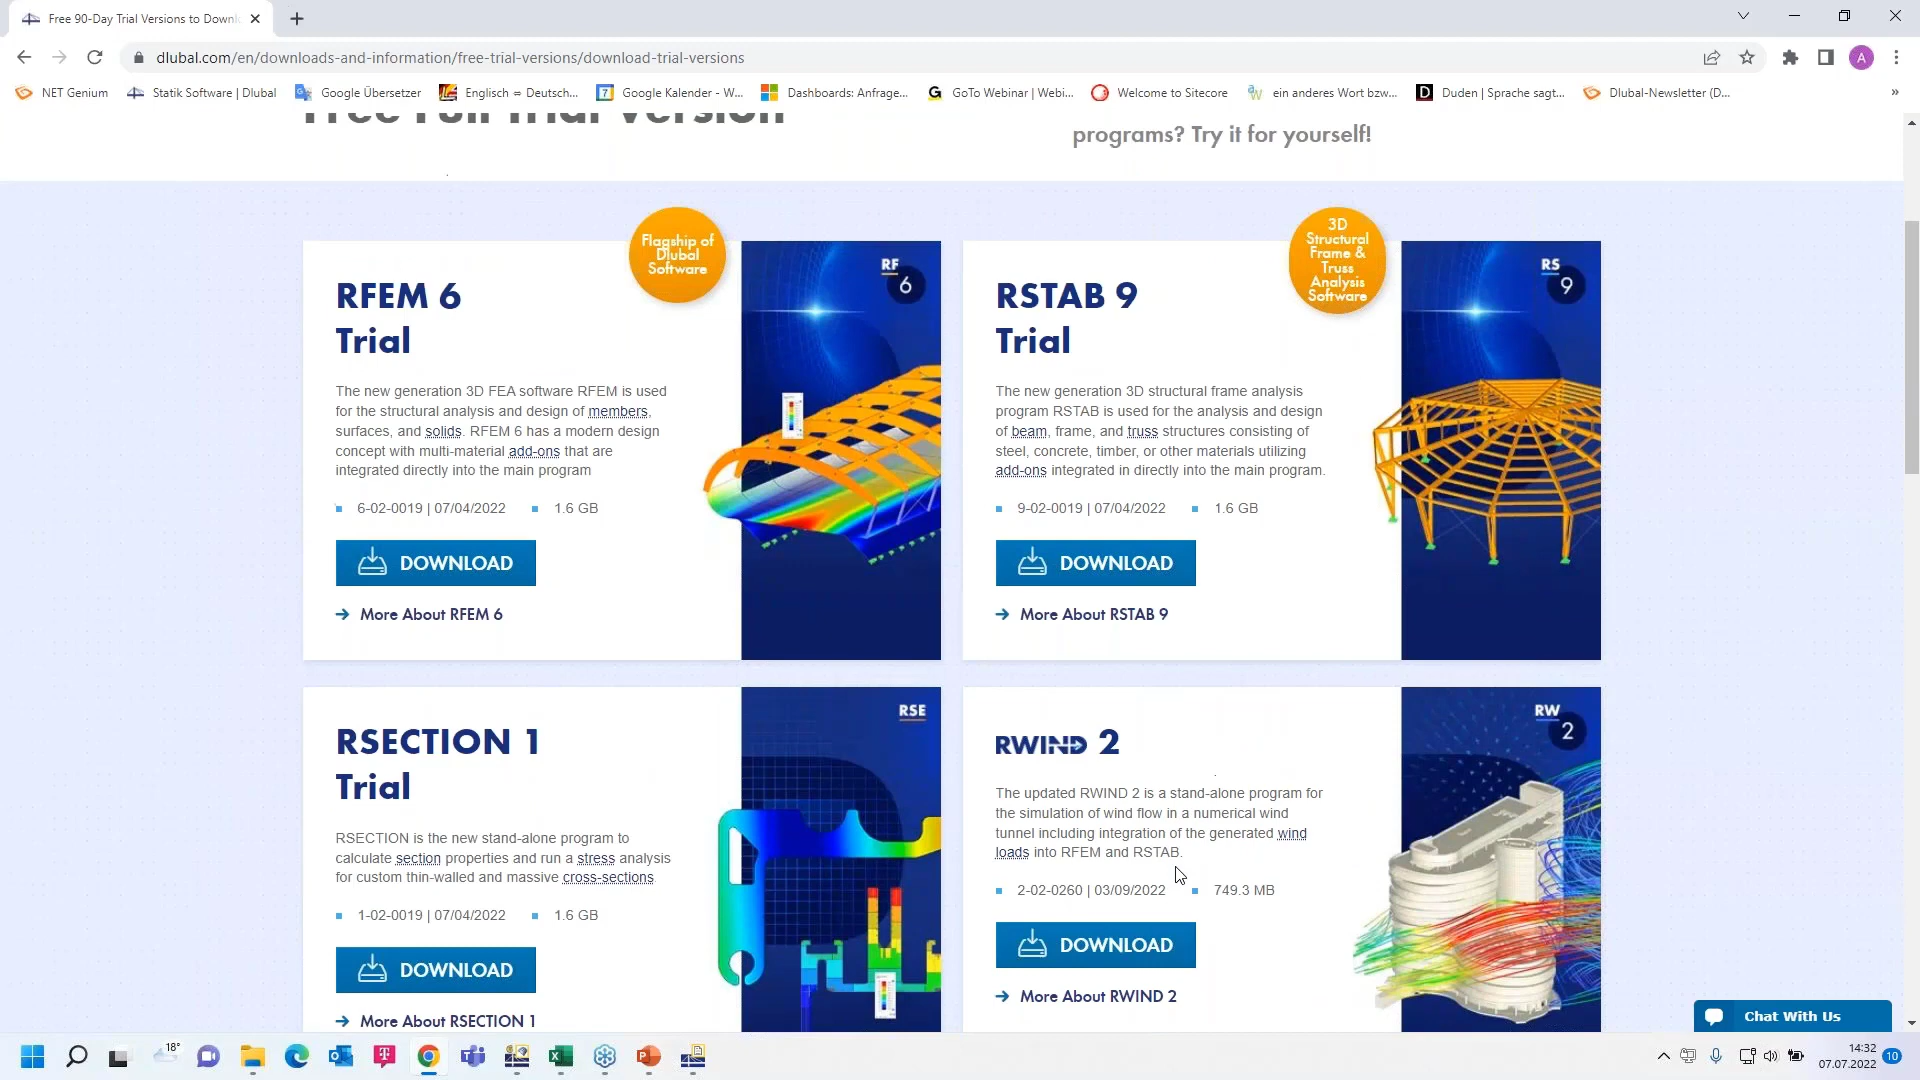 Free 90-Day Trial Versions to Downl
dlubal.com/en/downloads-and-information/free-trial-versions/download-trial-versions
A
NET Genium
Statik Software | Dlubal
Google Übersetzer
Englisch ⇔ Deutsch...
Google Kalender - W...
Dashboards: Anfrage...
GoTo Webinar | Webi...
Welcome to Sitecore
ein anderes Wort bzw...
Duden | Sprache sagt...
Dlubal-Newsletter (D...
»
Free Full Trial Version
programs? Try it for yourself!
Flagship of
Dlubal
Software
RFEM 6
Trial
The new generation 3D FEA software RFEM is used
for the structural analysis and design of members,
surfaces, and solids. RFEM 6 has a modern design
concept with multi-material add-ons that are
integrated directly into the main program
6-02-0019 | 07/04/2022
1.6 GB
DOWNLOAD
More About RFEM 6
RF
6
3D
Structural
Frame &
Truss
Analysis
Software
RSTAB 9
Trial
The new generation 3D structural frame analysis
program RSTAB is used for the analysis and design
of beam, frame, and truss structures consisting of
steel, concrete, timber, or other materials utilizing
add-ons integrated in directly into the main program.
9-02-0019 | 07/04/2022
1.6 GB
DOWNLOAD
More About RSTAB 9
RS
9
RSECTION 1
Trial
RSECTION is the new stand-alone program to
calculate section properties and run a stress analysis
for custom thin-walled and massive cross-sections
1-02-0019 | 07/04/2022
1.6 GB
DOWNLOAD
More About RSECTION 1
RSE
RWIND 2
The updated RWIND 2 is a stand-alone program for
the simulation of wind flow in a numerical wind
tunnel including integration of the generated wind
loads into RFEM and RSTAB.
2-02-0260 | 03/09/2022
749.3 MB
DOWNLOAD
More About RWIND 2
RW
2
Chat With Us
18°
14:32
07.07.2022
10